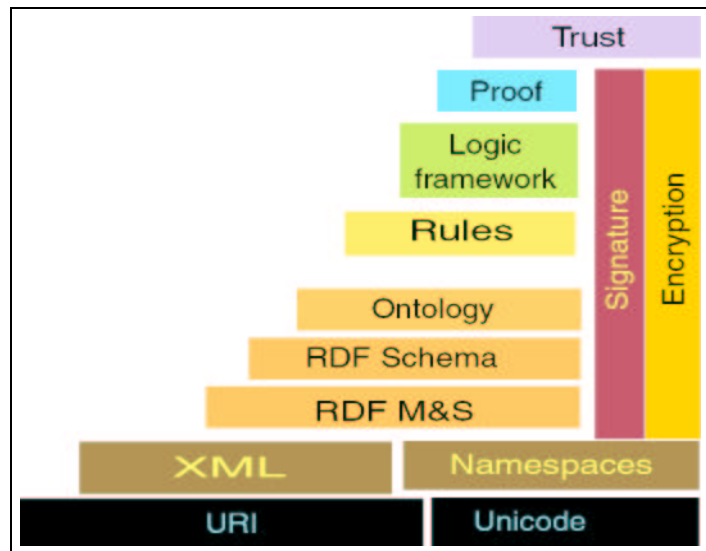 Trust
Proof
Logic
framework
Rules
Ontology
RDF Schema
RDF M&S
Signature
Encryption
XML
Namespaces
URI
Unicode